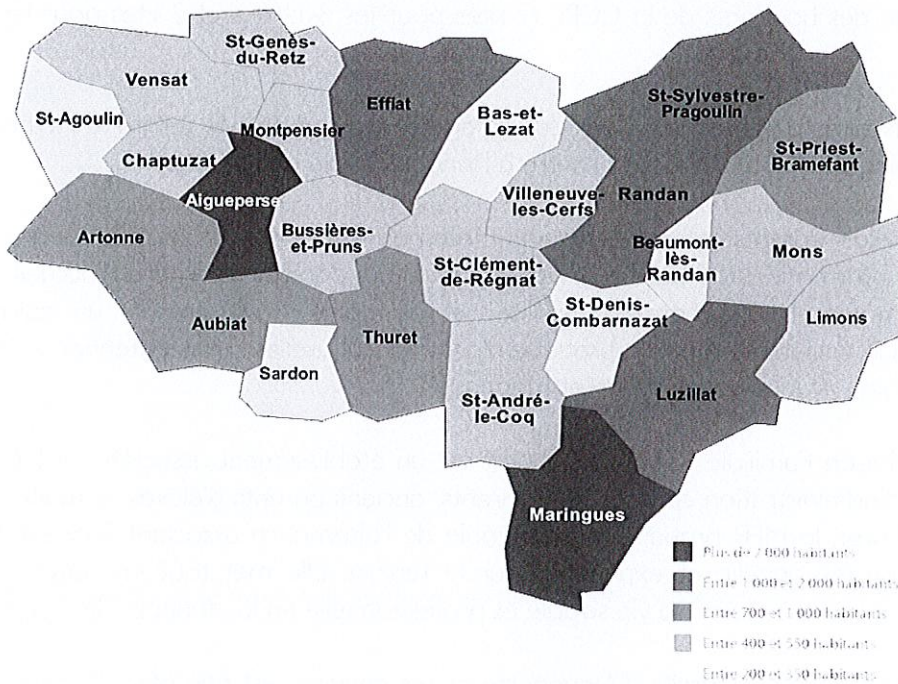 St-Genès-
du-Retz
Vensat
Effiat
St-Agoulin
Montpensier
Bas-et-
Lezat
St-Sylvestre-
Pragoulin
St-Priest-
Bramefant
Chaptuzat
Aigueperse
Villeneuve-
les-Cerfs
Randan
Artonne
Bussières-
et-Pruns
Beaumont-
lès-
Randan
Mons
St-Clément-
de-Régnat
St-Denis-
Combarnazat
Limons
Aubiat
Thuret
Sardon
Luzillat
St-André-
le-Coq
Maringues
Plus de 2 000 habitants
Entre 1 000 et 2 000 habitants
Entre 700 et 1 000 habitants
Entre 400 et 550 habitants
Entre 200 et 350 habitants